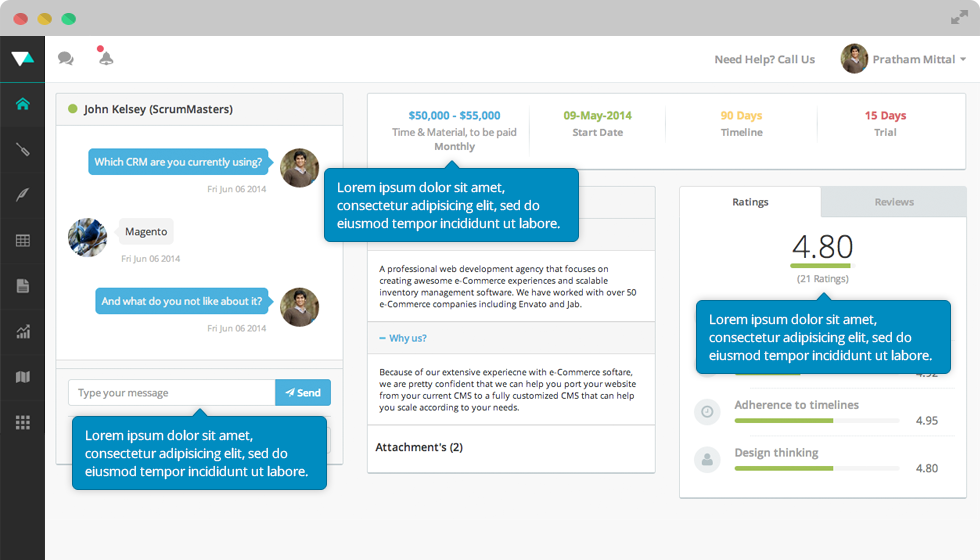 Need Help? Call Us
Pratham Mittal
John Kelsey (ScrumMasters)
Which CRM are you currently using?
Fri Jun 06 2014
Magento
Fri Jun 06 2014
And what do you not like about it?
Fri Jun 06 2014
Type your message
Send
Lorem ipsum dolor sit amet,
consectetur adipisicing elit, sed do
eiusmod tempor incididunt ut labore.
$50,000 - $55,000
Time & Material, to be paid
Monthly
09-May-2014
Start Date
90 Days
Timeline
15 Days
Trial
Lorem ipsum dolor sit amet,
consectetur adipisicing elit, sed do
eiusmod tempor incididunt ut labore.
A professional web development agency that focuses on
creating awesome e-Commerce experiences and scalable
inventory management software. We have worked with over 50
e-Commerce companies including Envato and Jab.
Why us?
Because of our extensive experiecne with e-Commerce softare,
we are pretty confident that we can help you port your website
from your current CMS to a fully customized CMS that can help
you scale according to your needs.
Attachment's (2)
Ratings
Reviews
4.80
(21 Ratings)
Lorem ipsum dolor sit amet,
consectetur adipisicing elit, sed do
eiusmod tempor incididunt ut labore.
4.92
Adherence to timelines
4.95
Design thinking
4.80